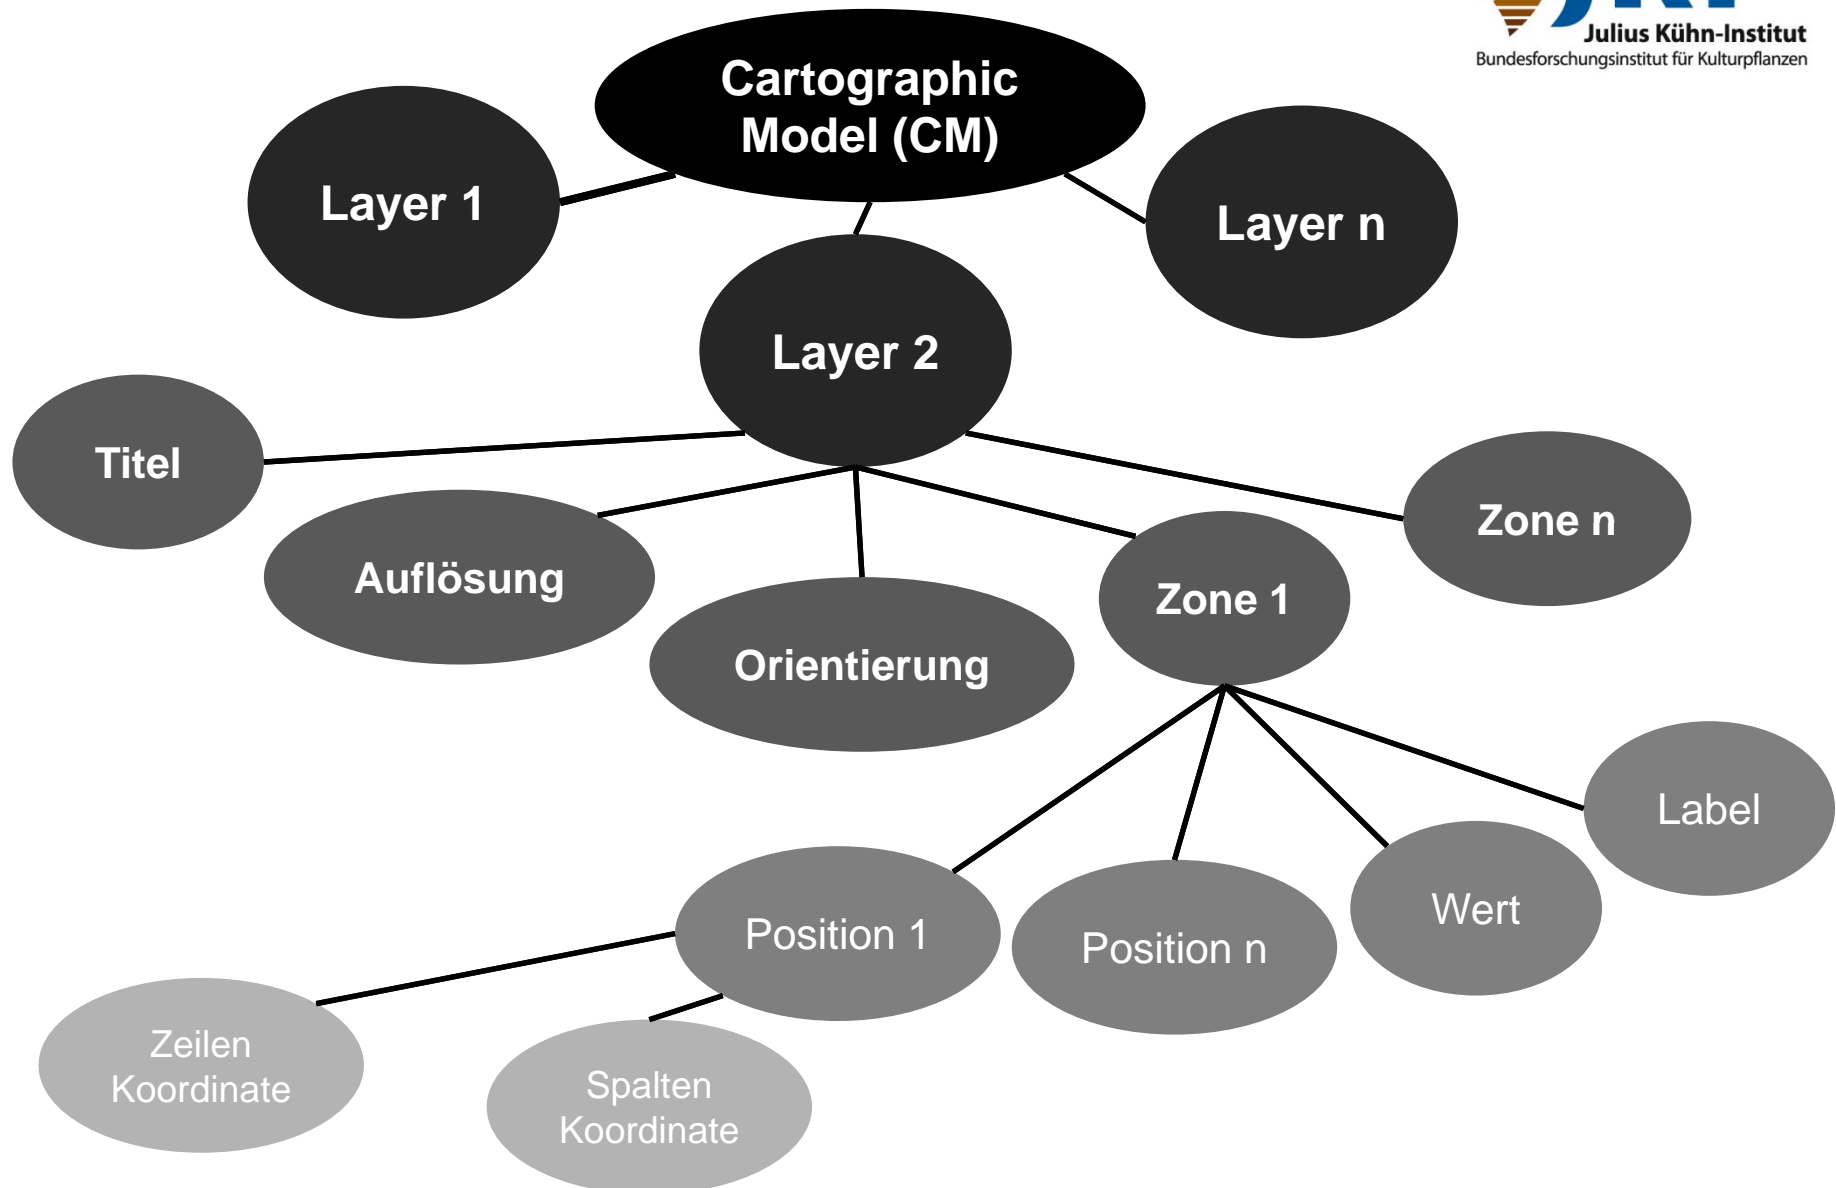 Julius Kühn-Institut
Bundesforschungsinstitut für Kulturpflanzen
Cartographic
Model (CM)
Layer 1
Layer n
Layer 2
Titel
Auflösung
Orientierung
Zone 1
Zone n
Position 1
Position n
Wert
Label
Zeilen
Koordinate
Spalten
Koordinate